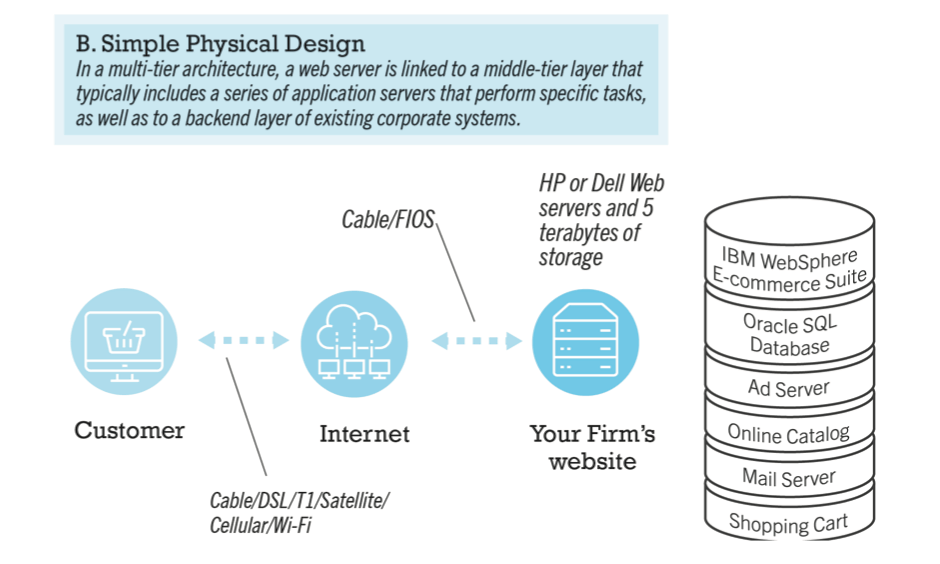 B. Simple Physical Design
In a multi-tier architecture, a web server is linked to a middle-tier layer that
typically includes a series of application servers that perform specific tasks,
as well as to a backend layer of existing corporate systems.
HP or Dell Web
servers and 5
terabytes of
storage
Cable/FIOS
IBM WebSphere
E-commerce Suite
Oracle SQL
Database
Ad Server
Online Catalog
Mail Server
Shopping Cart
Customer
Internet
Your Firm's
website
Cable/DSL/T1/Satellite/
Cellular/Wi-Fi